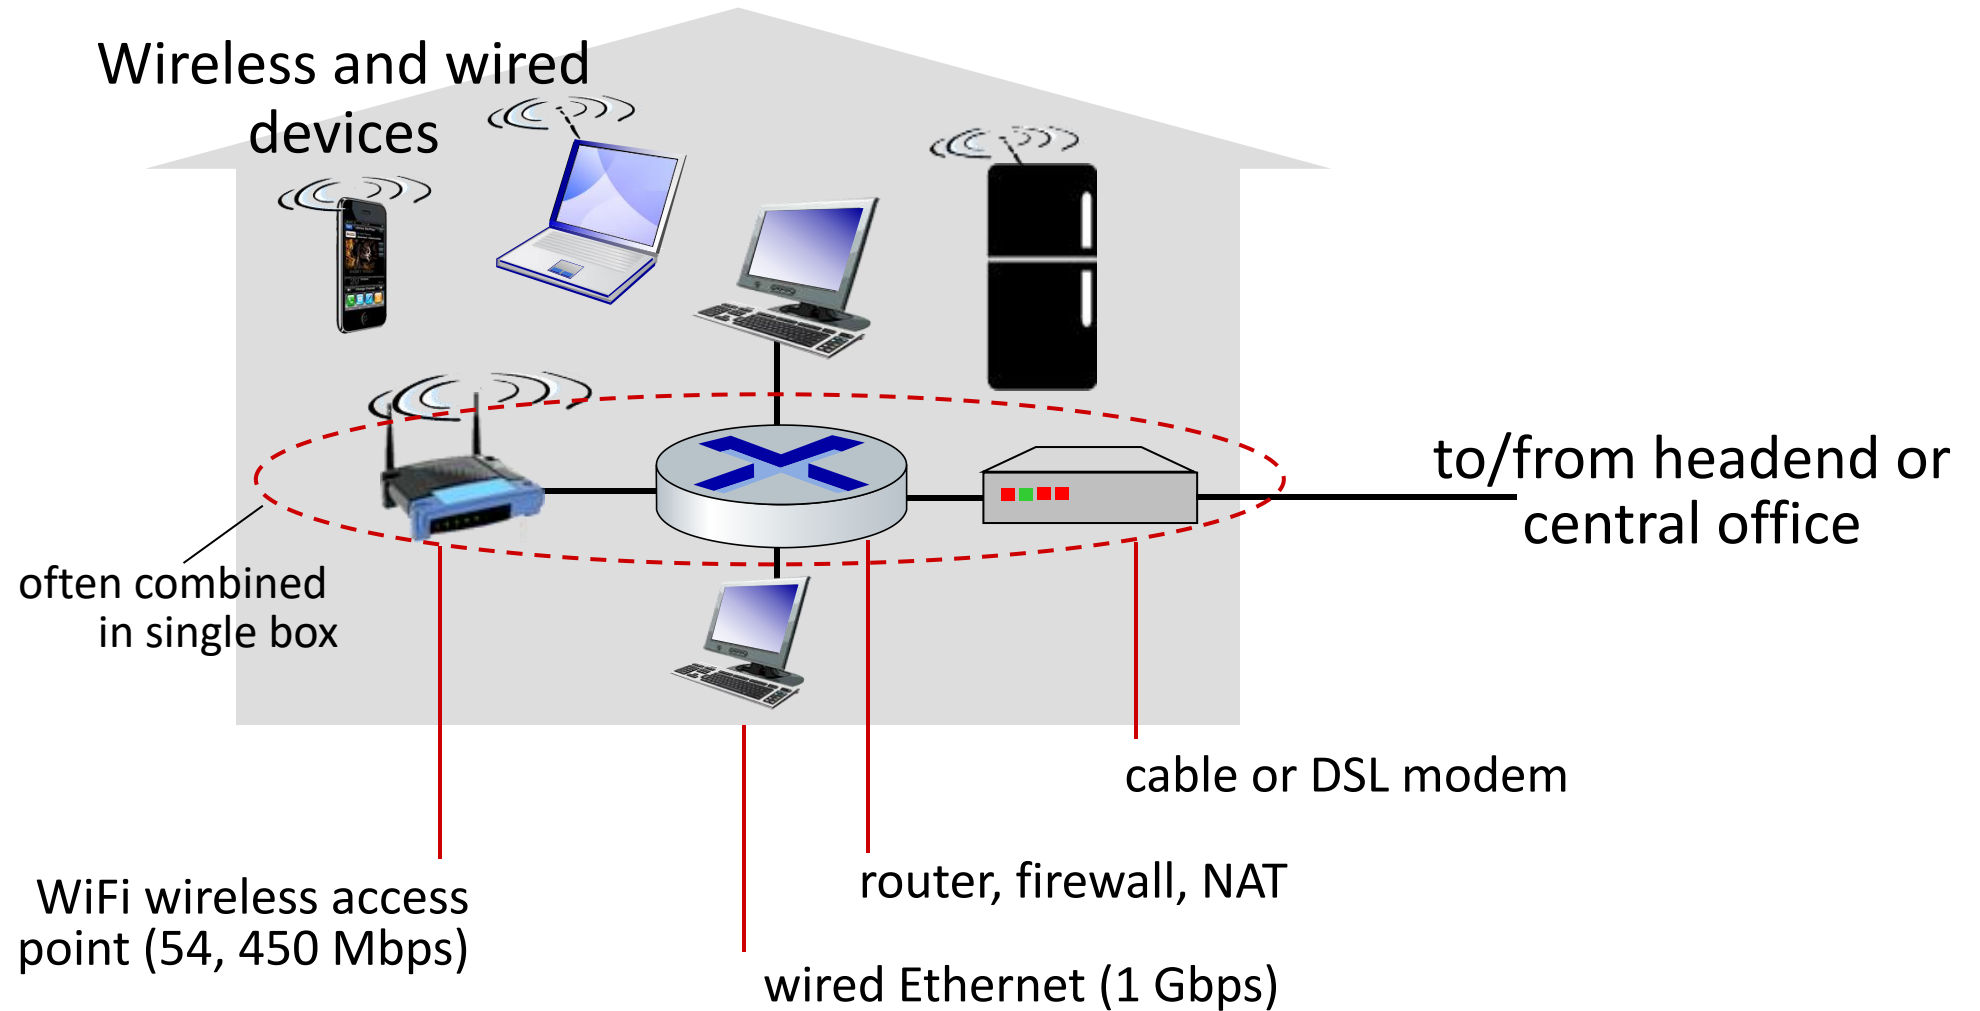 Wireless and wired
devices
to/from headend or
central office
often combined
in single box
cable or DSL modem
router, firewall, NAT
WiFi wireless access
point (54, 450 Mbps)
wired Ethernet (1 Gbps)